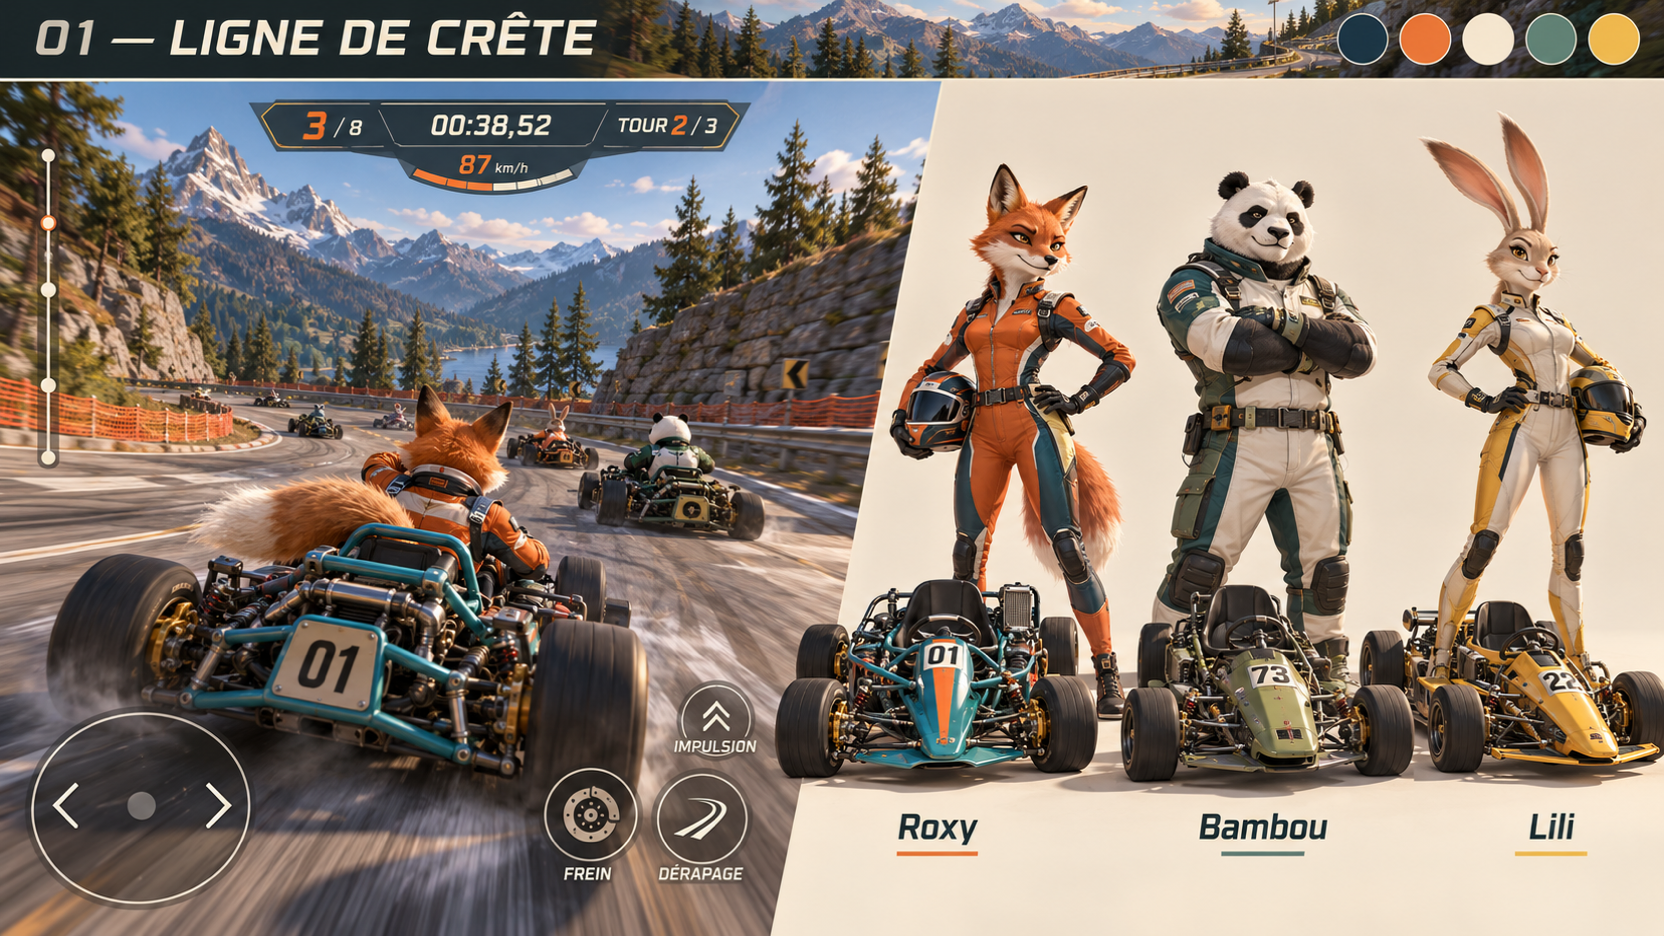 01 — LIGNE DE CRÊTE
3 / 8
00:38,52
TOUR 2 / 3
87 km/h
01
IMPULSION
FREIN
DÉRAPAGE
01
73
22
Roxy
Bambou
Lili